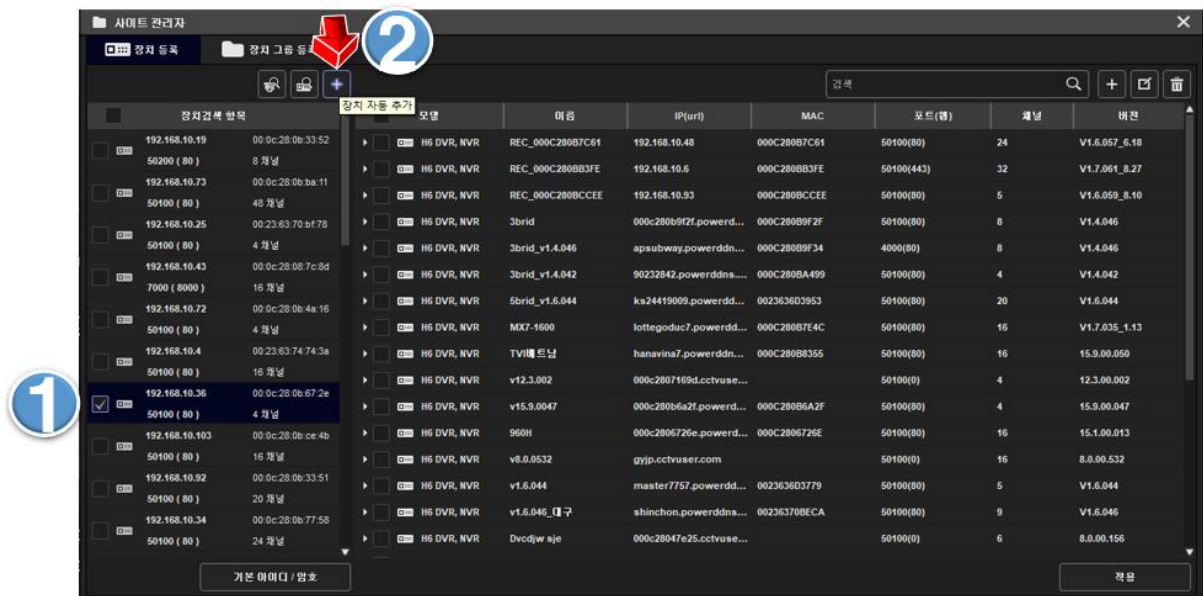 사이트 관리자
장치 등록
장치 그룹 등록
2
장치 자동 추가
검색
장치검색 항목
모델 이름 IP(url) MAC 포트(웹) 채널 버전
192.168.10.19 00:0c:28:0b:33:52
50200 ( 80 ) 8 채널
192.168.10.73 00:0c:28:0b:ba:11
50100 ( 80 ) 48 채널
192.168.10.25 00:23:63:70:bf:78
50100 ( 80 ) 4 채널
192.168.10.43 00:0c:28:08:7c:8d
7000 ( 8000 ) 16 채널
192.168.10.72 00:0c:28:0b:4a:16
50100 ( 80 ) 4 채널
192.168.10.4 00:23:63:74:74:3a
50100 ( 80 ) 16 채널
1
192.168.10.36 00:0c:28:0b:67:2e
50100 ( 80 ) 4 채널
192.168.10.103 00:0c:28:0b:ce:4b
50100 ( 80 ) 16 채널
192.168.10.92 00:0c:28:0b:33:51
50100 ( 80 ) 20 채널
192.168.10.34 00:0c:28:0b:77:58
50100 ( 80 ) 24 채널
기본 아이디 / 암호
H6 DVR, NVR REC_000C280B7C61 192.168.10.48 000C280B7C61 50100(80) 24 V1.6.057_6.18
H6 DVR, NVR REC_000C280BB3FE 192.168.10.6 000C280BB3FE 50100(443) 32 V1.7.061_8.27
H6 DVR, NVR REC_000C280BCCEE 192.168.10.93 000C280BCCEE 50100(80) 5 V1.6.059_8.10
H6 DVR, NVR 3brid 000c280b9f2f.powerd... 000C280B9F2F 50100(80) 8 V1.4.046
H6 DVR, NVR 3brid_v1.4.046 apsubway.powerddn... 000C280B9F34 4000(80) 8 V1.4.046
H6 DVR, NVR 3brid_v1.4.042 90232842.powerddns.... 000C280BA499 50100(80) 4 V1.4.042
H6 DVR, NVR 5brid_v1.6.044 ks24419009.powerdd... 0023636D3953 50100(80) 20 V1.6.044
H6 DVR, NVR MX7-1600 lottegoduc7.powerdd... 000C280B7E4C 50100(80) 16 V1.7.035_1.13
H6 DVR, NVR TVI베트남 hanavina7.powerddn... 000C280B8355 50100(80) 16 15.9.00.050
H6 DVR, NVR v12.3.002 000c2807169d.cctvuse... 50100(0) 4 12.3.00.002
H6 DVR, NVR v15.9.0047 000c280b6a2f.powerd... 000C280B6A2F 50100(80) 4 15.9.00.047
H6 DVR, NVR 960H 000c2806726e.powerd... 000C2806726E 50100(80) 16 15.1.00.013
H6 DVR, NVR v8.0.0532 gyjp.cctvuser.com 50100(0) 16 8.0.00.532
H6 DVR, NVR v1.6.044 master7757.powerdd... 0023636D3779 50100(80) 5 V1.6.044
H6 DVR, NVR v1.6.046_대구 shinchon.powerddns... 00236370BECA 50100(80) 9 V1.6.046
H6 DVR, NVR Dvcdjw sje 000c28047e25.cctvuse... 50100(0) 6 8.0.00.156
적용